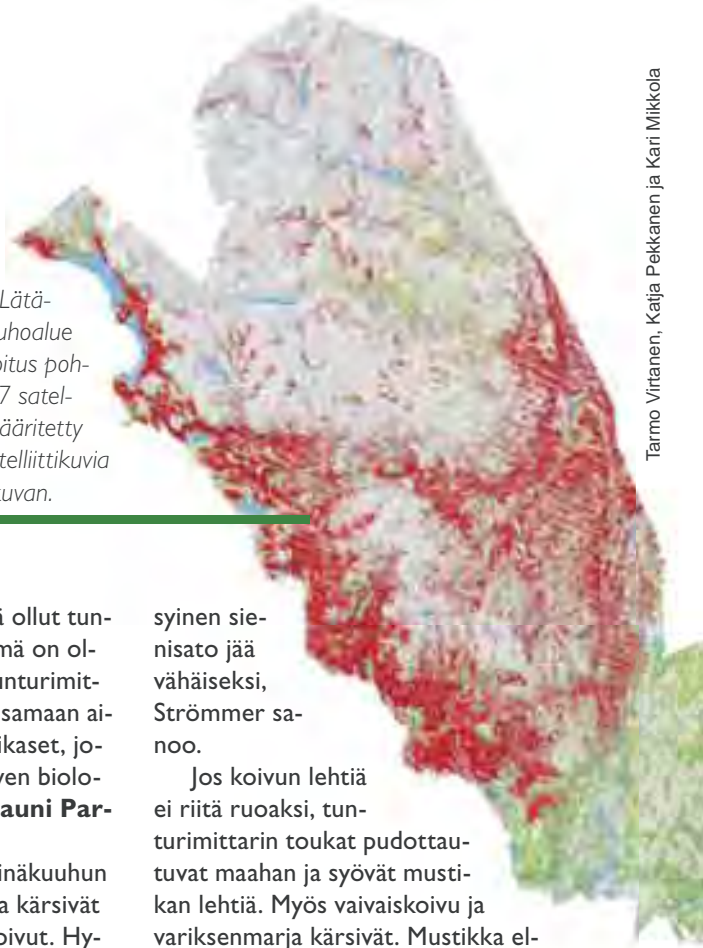 Tarmo Virtanen, Katja Pekkanen ja Kari Mikkola
Lätä-
uhoalue
oitus poh-
7 satel-
ääritetty
telliittikuvia
kuvan.
ä ollut tun-
mä on ol-
unturimit-
samaan ai-
ikaset, jo-
ven biolo-
auni Par-
inäkuuhun
a kärsivät
oivut. Hy-
syinen sie-
nisato jää
vähäiseksi,
Strömmer sa-
noo.
Jos koivun lehtiä
ei riitä ruoaksi, tun-
turimittarin toukat pudottau-
tuvat maahan ja syövät musti-
kan lehtiä. Myös vaivaiskoivu ja
variksenmarja kärsivät. Mustikka el-